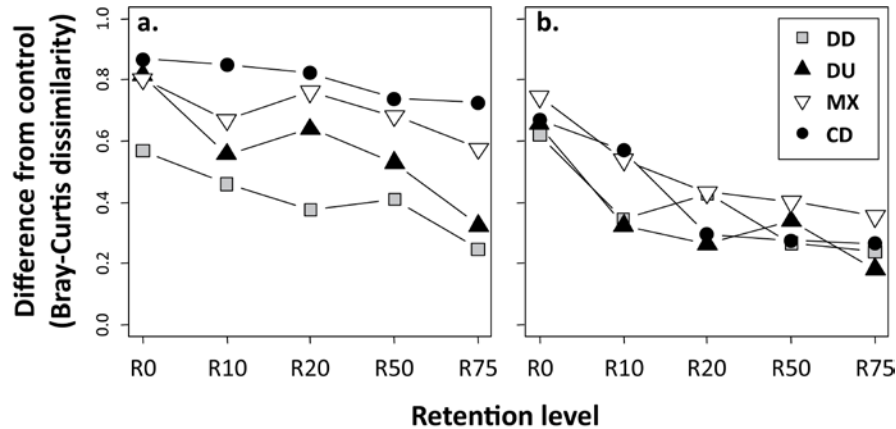 a.
b.
DD
DU
MX
CD
Difference from control
(Bray-Curtis dissimilarity)
1.0
0.8
0.6
0.4
0.2
0.0
R0 R10 R20 R50 R75
R0 R10 R20 R50 R75
Retention level